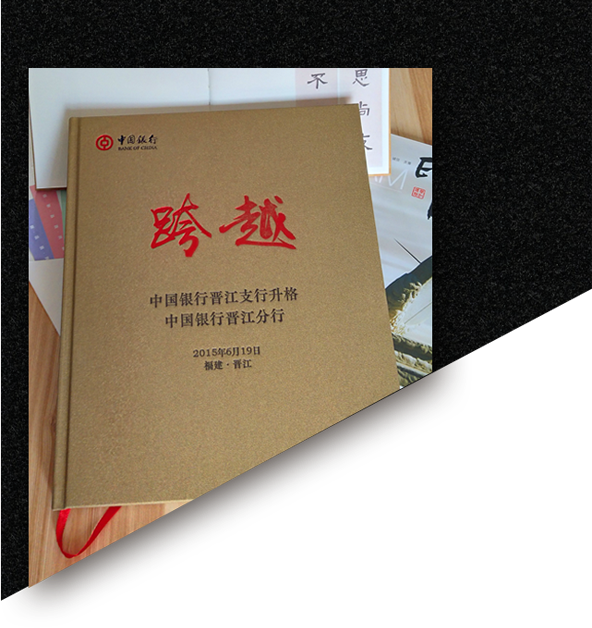 不
思
尚
中国银行
BANK OF CHINA
跨越
中国银行晋江支行升格
中国银行晋江分行
2015年6月19日
福建·晋江